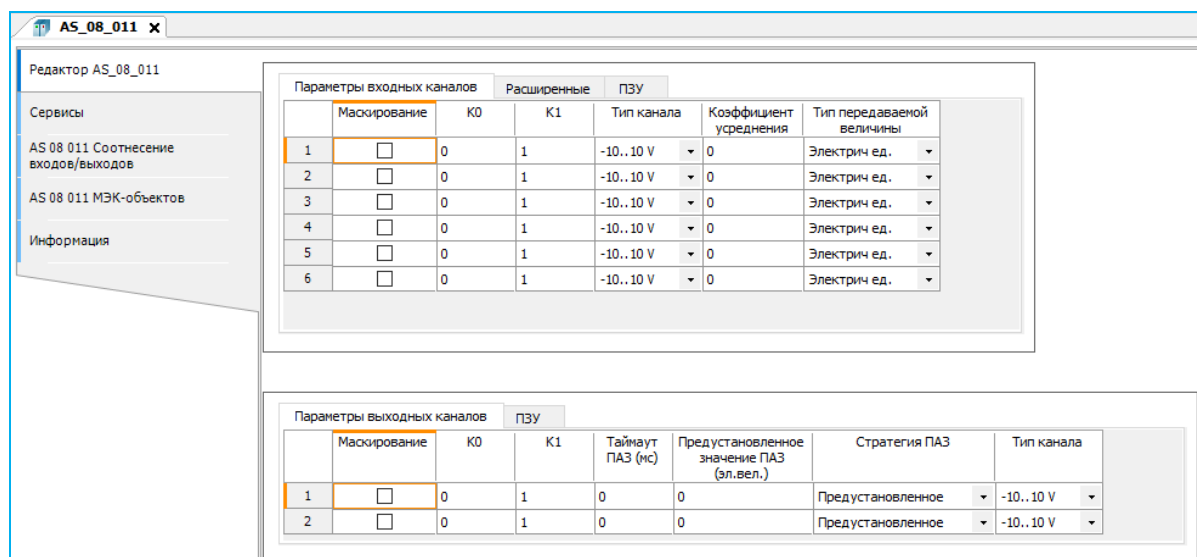 AS_08_011 X
Редактор AS_08_011
Сервисы
AS 08 011 Соотнесение
входов/выходов
AS 08 011 МЭК-объектов
Информация
Параметры входных каналов Расширенные ПЗУ
Маскирование K0 K1 Тип канала Коэффициент усреднения Тип передаваемой величины
1 0 1 -10..10 V 0 Электрич ед.
2 0 1 -10..10 V 0 Электрич ед.
3 0 1 -10..10 V 0 Электрич ед.
4 0 1 -10..10 V 0 Электрич ед.
5 0 1 -10..10 V 0 Электрич ед.
6 0 1 -10..10 V 0 Электрич ед.
Параметры выходных каналов ПЗУ
Маскирование K0 K1 Таймаут ПАЗ (мс) Предустановленное значение ПАЗ (эл.вел.) Стратегия ПАЗ Тип канала
1 0 1 0 0 Предустановленное -10..10 V
2 0 1 0 0 Предустановленное -10..10 V